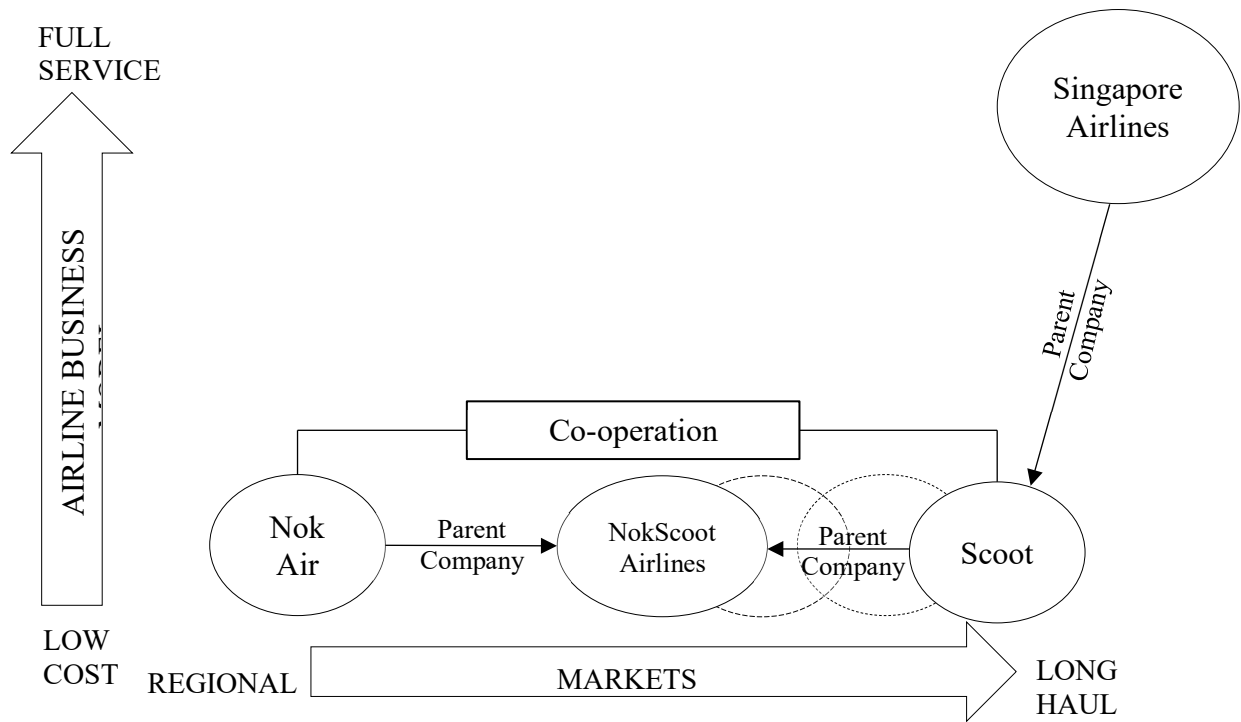 FULL
SERVICE
Singapore
Airlines
Parent
Company
AIRLINE BUSINESS
Co-operation
Nok
Air
Parent
Company
NokScoot
Airlines
Parent
Company
Scoot
LOW
COST
REGIONAL
MARKETS
LONG
HAUL